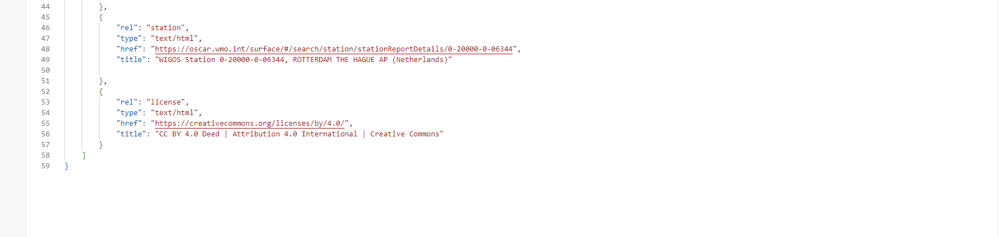 44 },
45 {
46 "rel": "station",
47 "type": "text/html",
48 "href": "https://oscar.wmo.int/surface/#/search/station/stationReportDetails/0-20000-0-06344",
49 "title": "WIGOS Station 0-20000-0-06344, ROTTERDAM THE HAGUE AP (Netherlands)"
50
51 },
52 {
53 "rel": "license",
54 "type": "text/html",
55 "href": "https://creativecommons.org/licenses/by/4.0/",
56 "title": "CC BY 4.0 Deed | Attribution 4.0 International | Creative Commons"
57 }
58 ]
59 }